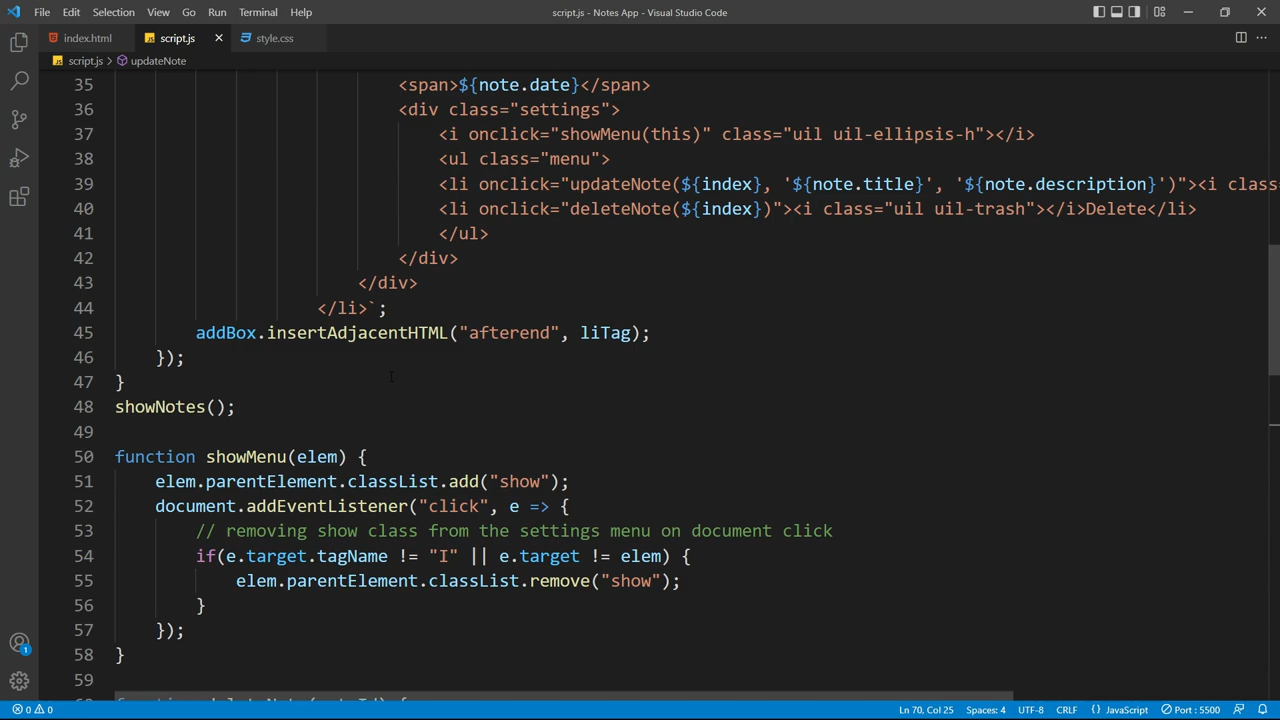 File Edit Selection View Go Run Terminal Help script.js - Notes App - Visual Studio Code
index.html script.js style.css
script.js > updateNote
35 <span>${note.date}</span>
36 <div class="settings">
37 <i onclick="showMenu(this)" class="uil uil-ellipsis-h"></i>
38 <ul class="menu">
39 <li onclick="updateNote(${index}, '${note.title}', '${note.description}')"><i class
40 <li onclick="deleteNote(${index})"><i class="uil uil-trash"></i>Delete</li>
41 </ul>
42 </div>
43 </div>
44 </li>`;
45 addBox.insertAdjacentHTML("afterend", liTag);
46 });
47 }
48 showNotes();
49
50 function showMenu(elem) {
51 elem.parentElement.classList.add("show");
52 document.addEventListener("click", e => {
53 // removing show class from the settings menu on document click
54 if(e.target.tagName != "I" || e.target != elem) {
55 elem.parentElement.classList.remove("show");
56 }
57 });
58 }
59
1
0 0 Ln 70, Col 25 Spaces: 4 UTF-8 CRLF {} JavaScript Port : 5500